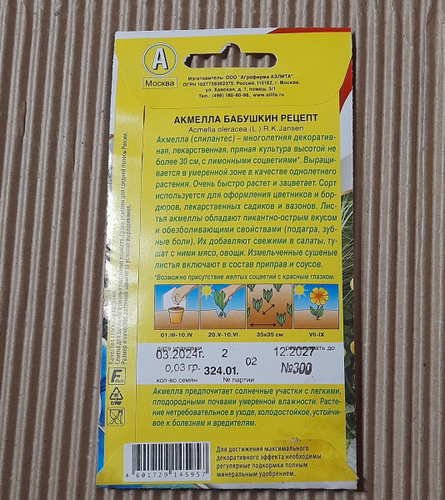 А
Москва
Изготовитель: ООО "Агрофирма АЭЛИТА"
ОГРН 1027739362375. Россия, 115162, г. Москва,
ул. Хавская, д. 1, помещ. 3/1
Тел. (499) 180-80-96, www.ailita.ru
АКМЕЛЛА БАБУШКИН РЕЦЕПТ
Acmella oleracea (L.) R.K.Jansen
Акмелла (спилантес) – многолетняя декоратив-
ная, лекарственная, пряная культура высотой не
более 30 см, с лимонными соцветиями*. Выращи-
вается в умеренной зоне в качестве однолетнего
растения. Очень быстро растет и зацветает. Сорт
используется для оформления цветников и бор-
дюров, лекарственных садиков и вазонов. Лис-
тья акмеллы обладают пикантно-острым вкусом
и обезболивающими свойствами (подагра, зуб-
ные боли). Их добавляют свежими в салаты, ту-
шат с ними мясо, овощи. Измельченные сушеные
листья включают в состав приправ и соусов.
*Возможно присутствие желтых соцветий с красным глазком.
01.III-10.IV
20.V-10.VI
35х35 см
VII-IX
03.2024г. 2 12.2027
0,03 гр. 324.01. 02 №300
кол-во семян № партии
Акмелла предпочитает солнечные участки с легкими,
плодородными почвами умеренной влажности. Расте-
ние нетребовательное в уходе, холодостойкое, устойчи-
вое к болезням и вредителям.
Для достижения максимального
декоративного эффекта необходимы
регулярные подкормки полным
минеральным удобрением.
4 601729 145957